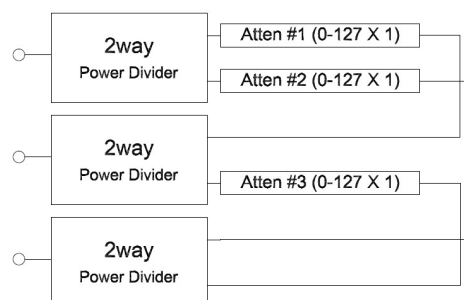 2way
Power Divider
Atten #1 (0-127 X 1)
Atten #2 (0-127 X 1)
2way
Power Divider
Atten #3 (0-127 X 1)
2way
Power Divider